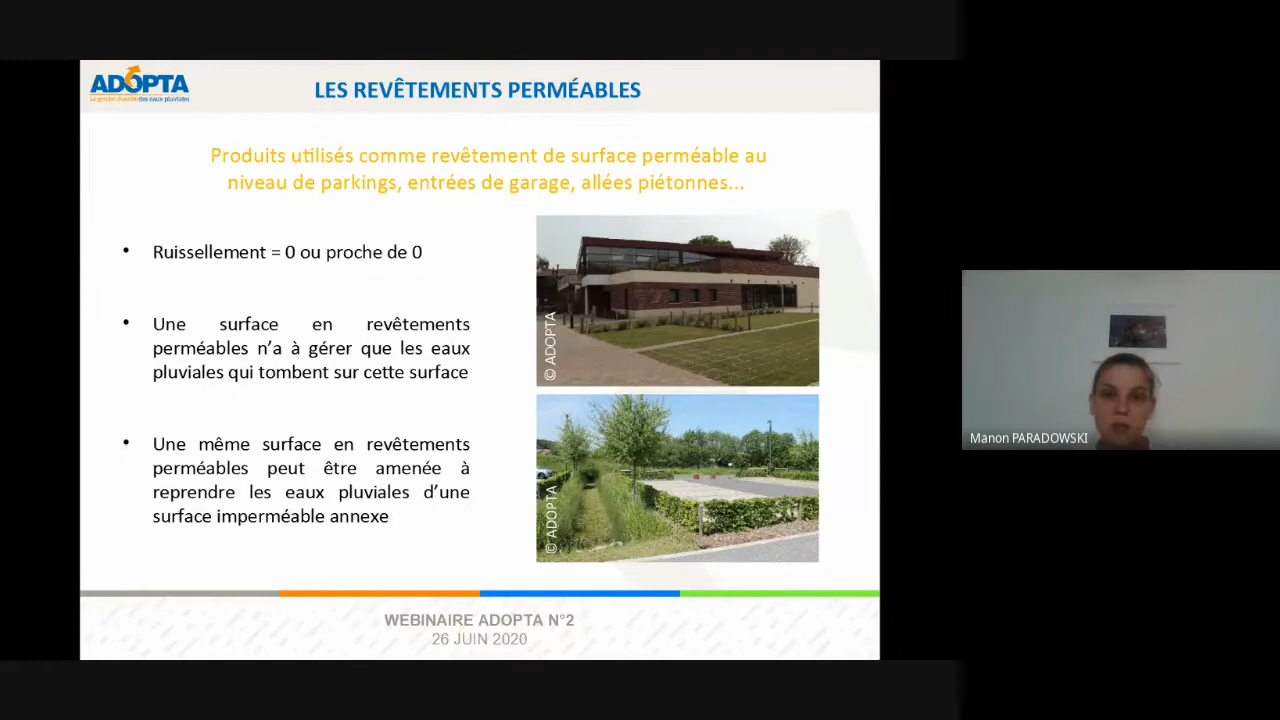 ADOPTA
La gestion durable des eaux pluviales
LES REVÊTEMENTS PERMÉABLES
Produits utilisés comme revêtement de surface perméable au
niveau de parkings, entrées de garage, allées piétonnes...
• Ruissellement = 0 ou proche de 0
• Une surface en revêtements
perméables n’a à gérer que les eaux
pluviales qui tombent sur cette surface
• Une même surface en revêtements
perméables peut être amenée à
reprendre les eaux pluviales d’une
surface imperméable annexe
© ADOPTA
© ADOPTA
WEBINAIRE ADOPTA N°2
26 JUIN 2020
Manon PARADOWSKI